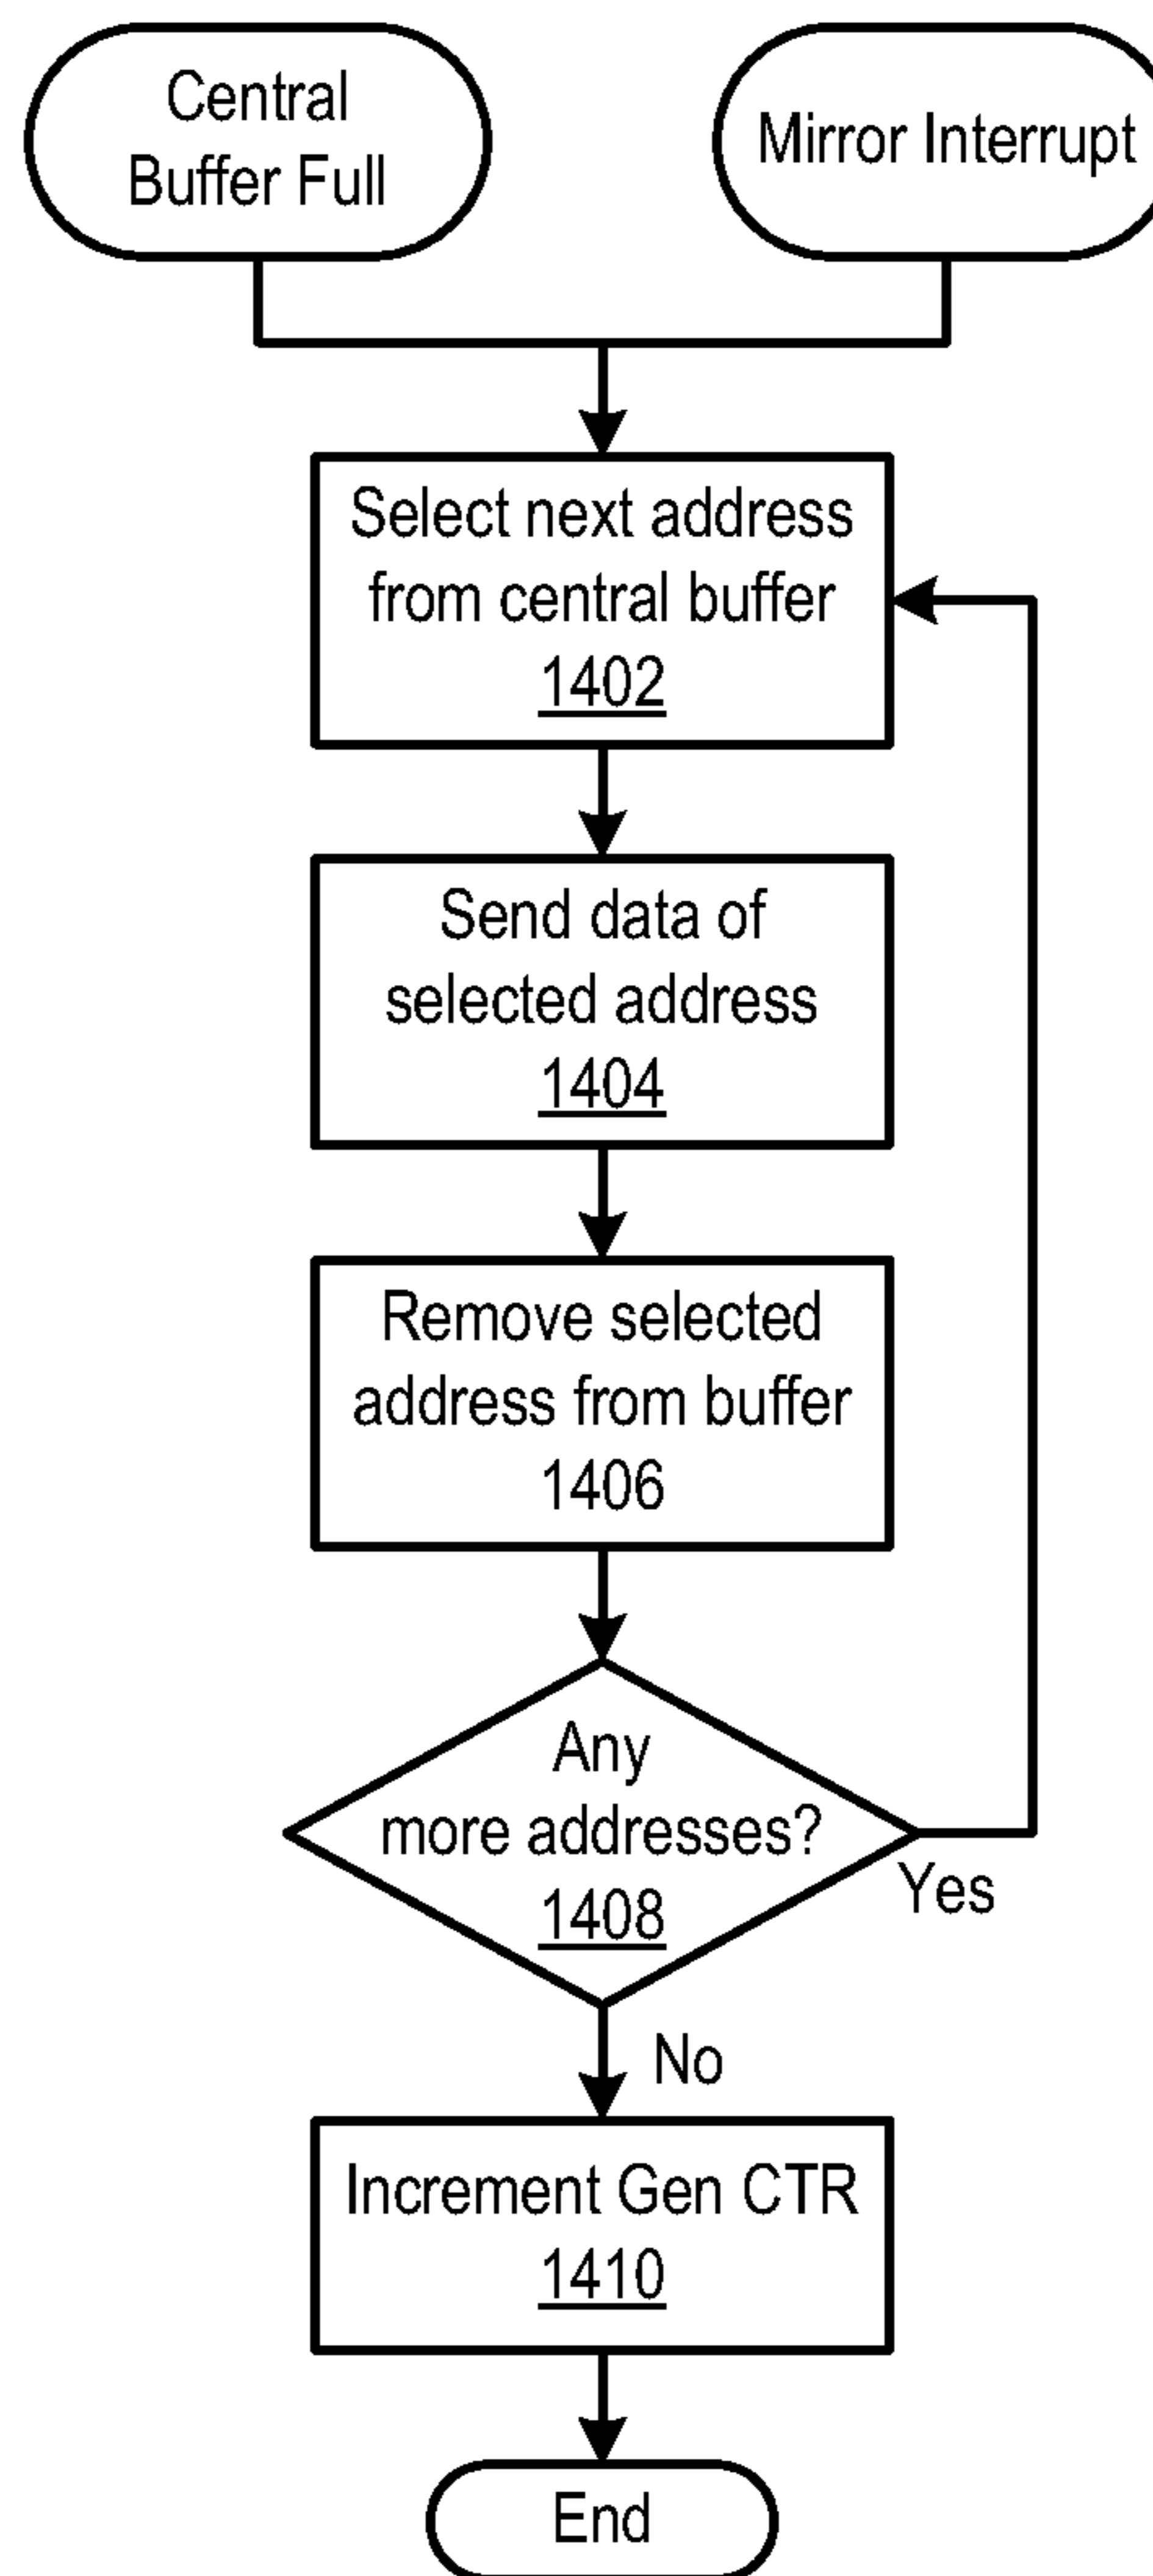 Central
Buffer Full
Mirror Interrupt
Select next address
from central buffer
1402
Send data of
selected address
1404
Remove selected
address from buffer
1406
Any
more addresses?
1408
Yes
No
Increment Gen CTR
1410
End